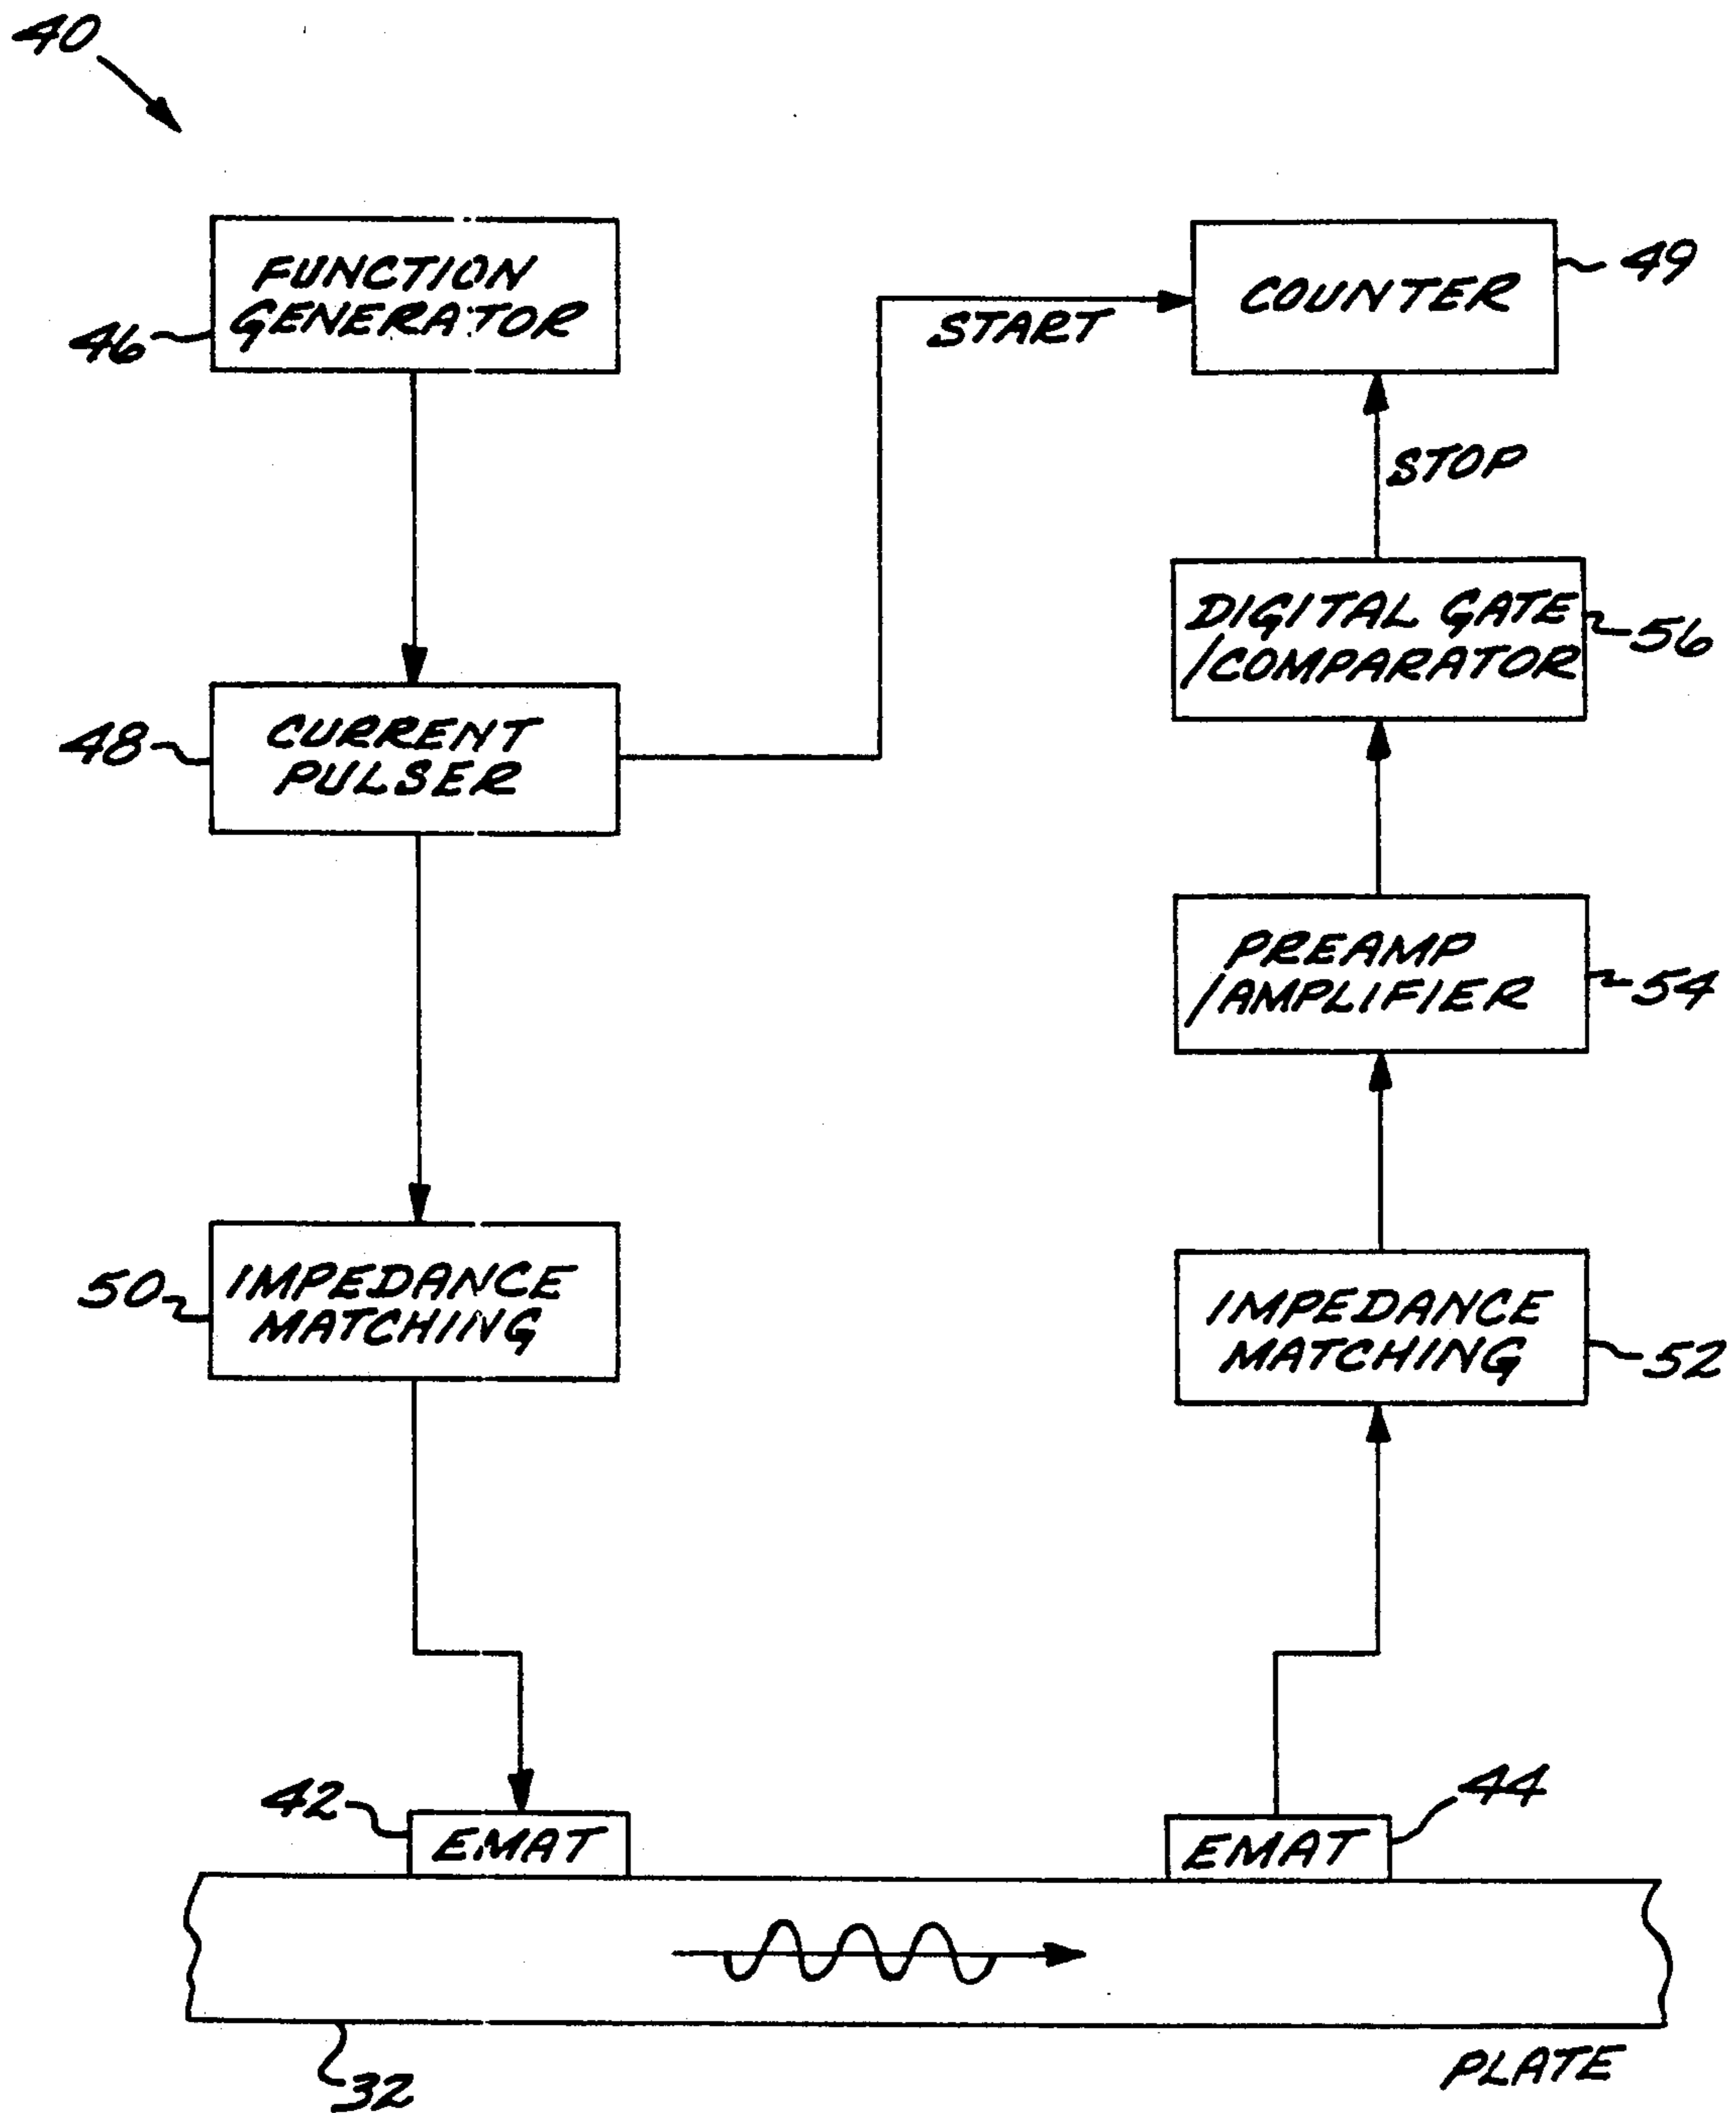 40
FUNCTION
GENERATOR
46
COUNTER
49
START
STOP
CURRENT
PULSER
48
DIGITAL GATE
/COMPARATOR
56
PREAMP
/AMPLIFIER
54
IMPEDANCE
MATCHING
50
IMPEDANCE
MATCHING
52
42
EMAT
EMAT
44
32
PLATE